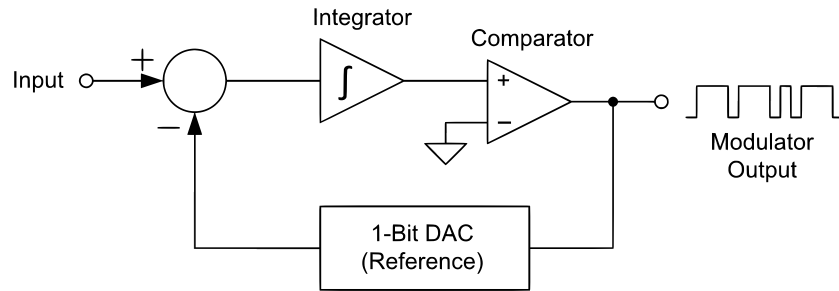 Integrator
Comparator
Input
+
−
∫
+
−
Modulator
Output
1-Bit DAC
(Reference)